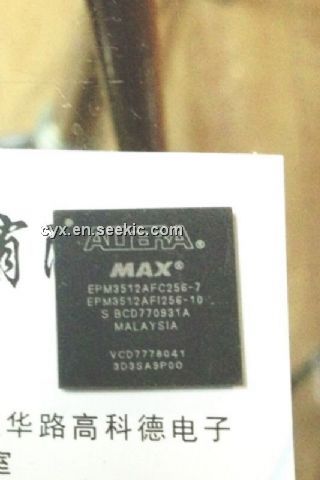 cyx.en.seekic.com
ALTERA®
MAX®
EPM3512AFC256-7
EPM3512AFI256-10
S BCD770931A
MALAYSIA
VCD7778041
3D3SA9P00
华路高科德电子
室